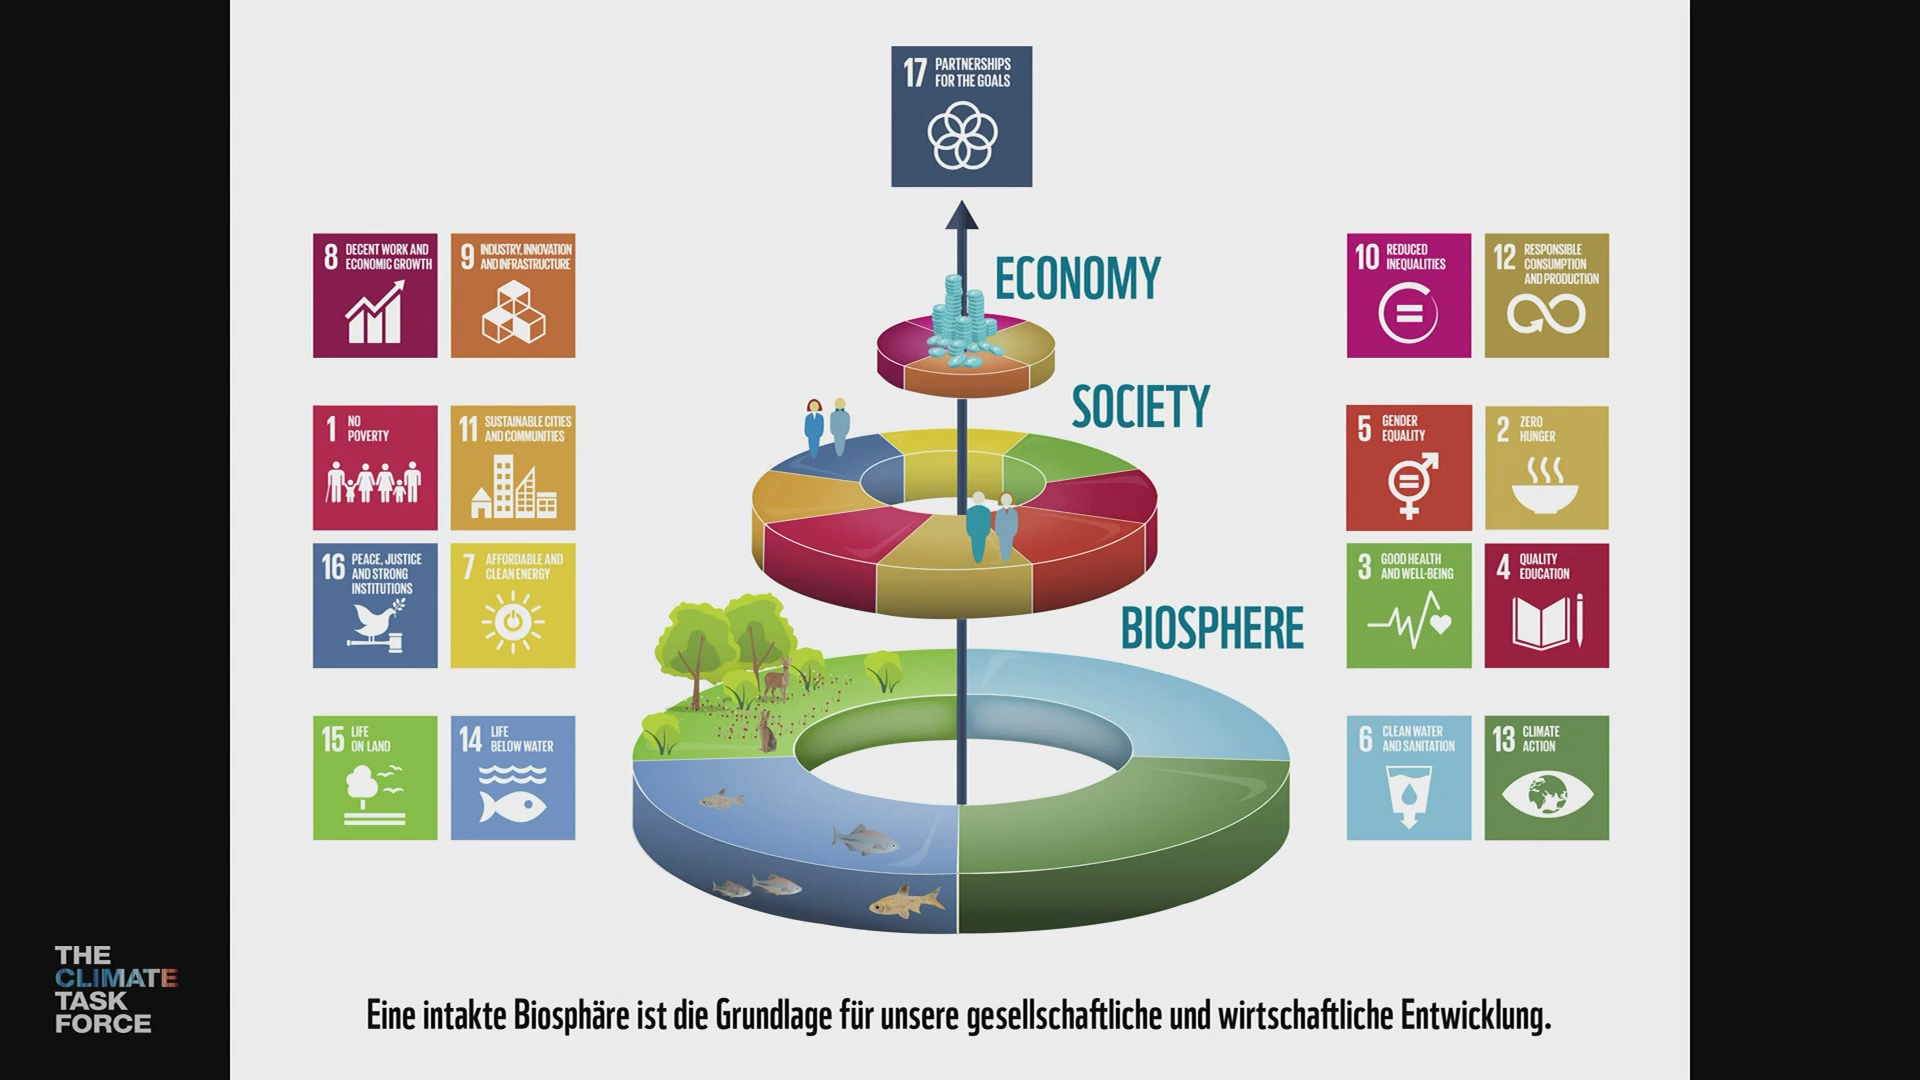 17 PARTNERSHIPS
FOR THE GOALS
ECONOMY
SOCIETY
BIOSPHERE
8 DECENT WORK AND
ECONOMIC GROWTH
9 INDUSTRY, INNOVATION
AND INFRASTRUCTURE
10 REDUCED
INEQUALITIES
12 RESPONSIBLE
CONSUMPTION
AND PRODUCTION
1 NO
POVERTY
11 SUSTAINABLE CITIES
AND COMMUNITIES
5 GENDER
EQUALITY
2 ZERO
HUNGER
16 PEACE, JUSTICE
AND STRONG
INSTITUTIONS
7 AFFORDABLE AND
CLEAN ENERGY
3 GOOD HEALTH
AND WELL-BEING
4 QUALITY
EDUCATION
15 LIFE
ON LAND
14 LIFE
BELOW WATER
6 CLEAN WATER
AND SANITATION
13 CLIMATE
ACTION
THE
CLIMATE
TASK
FORCE
Eine intakte Biosphäre ist die Grundlage für unsere gesellschaftliche und wirtschaftliche Entwicklung.